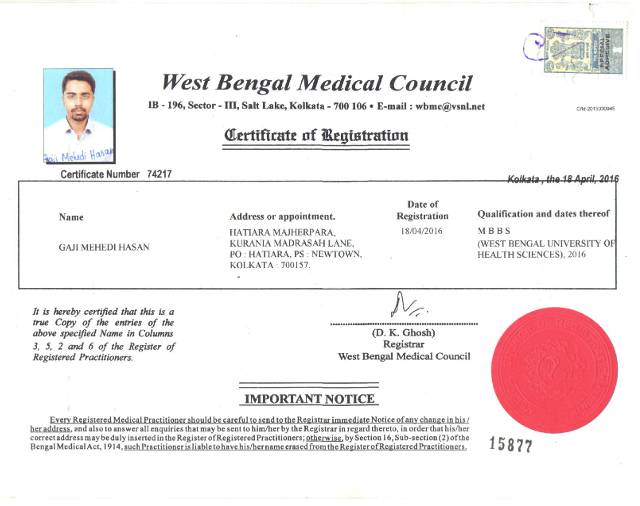 West Bengal Medical Council
IB - 196, Sector - III, Salt Lake, Kolkata - 700 106 • E-mail : wbmc@vsnl.net
Certificate of Registration
SPECIAL ADHESIVE
Gaji Mehedi Hasan
Certificate Number 74217
Kolkata , the 18 April, 2016
Name
Address or appointment.
Date of
Registration
Qualification and dates thereof
GAJI MEHEDI HASAN
HATIARA MAJHERPARA,
KURANIA MADRASAH LANE,
PO : HATIARA, PS : NEWTOWN,
KOLKATA : 700157.
18/04/2016
M B B S
(WEST BENGAL UNIVERSITY OF
HEALTH SCIENCES), 2016
It is hereby certified that this is a
true Copy of the entries of the
above specified Name in Columns
3, 5, 2 and 6 of the Register of
Registered Practitioners.
(D. K. Ghosh)
Registrar
West Bengal Medical Council
IMPORTANT NOTICE
Every Registered Medical Practitioner should be careful to send to the Registrar immediate Notice of any change in his /
her address, and also to answer all enquiries that may be sent to him/her by the Registrar in regard thereto, in order that his/her
correct address may be duly inserted in the Register of Registered Practitioners; otherwise, by Section 16, Sub-section (2) of the
Bengal Medical Act, 1914, such Practitioner is liable to have his/her name erased from the Register of Registered Practitioners.
15877